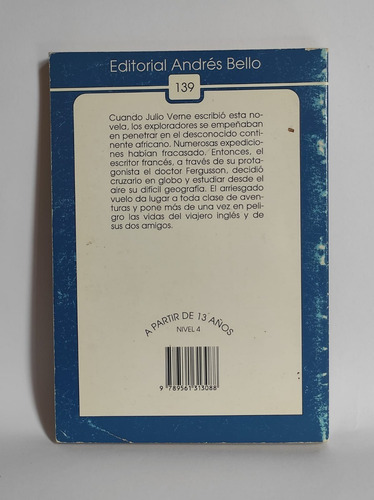 Editorial Andrés Bello
139
Cuando Julio Verne escribió esta no-
vela, los exploradores se empeñaban
en penetrar en el desconocido conti-
nente africano. Numerosas expedicio-
nes habían fracasado. Entonces, el
escritor francés, a través de su prota-
gonista el doctor Fergusson, decidió
cruzarlo en globo y estudiar desde el
aire su difícil geografía. El arriesgado
vuelo da lugar a toda clase de aven-
turas y pone más de una vez en peli-
gro las vidas del viajero inglés y de
sus dos amigos.
A PARTIR DE 13 AÑOS
NIVEL 4
9 789561 313088